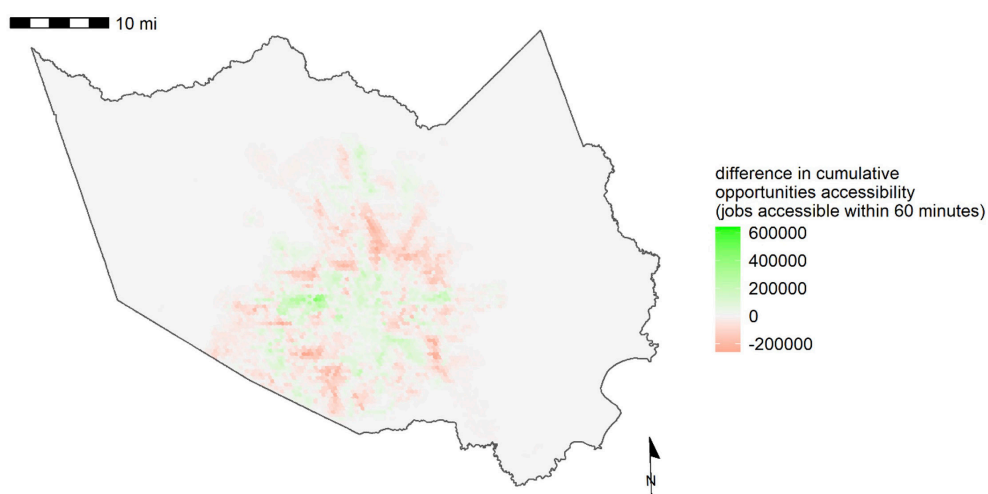 10 mi
difference in cumulative
opportunities accessibility
(jobs accessible within 60 minutes)
600000
400000
200000
0
-200000
N